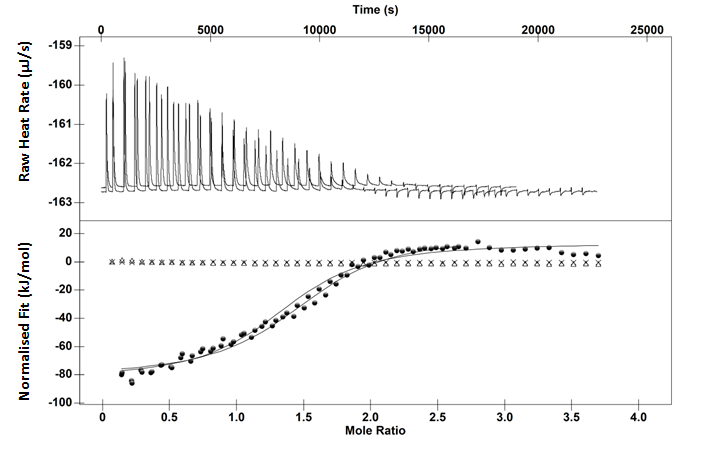 Time (s)
0 5000 10000 15000 20000 25000
Raw Heat Rate (µJ/s)
-159
-160
-161
-162
-163
Normalised Fit (kJ/mol)
20
0
-20
-40
-60
-80
-100
0 0.5 1.0 1.5 2.0 2.5 3.0 3.5 4.0
Mole Ratio